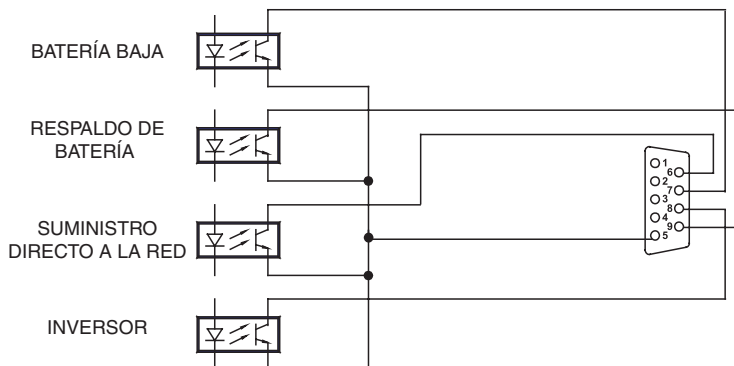 BATERÍA BAJA
RESPALDO DE
BATERÍA
SUMINISTRO
DIRECTO A LA RED
INVERSOR
1
6
2
7
3
8
4
9
5